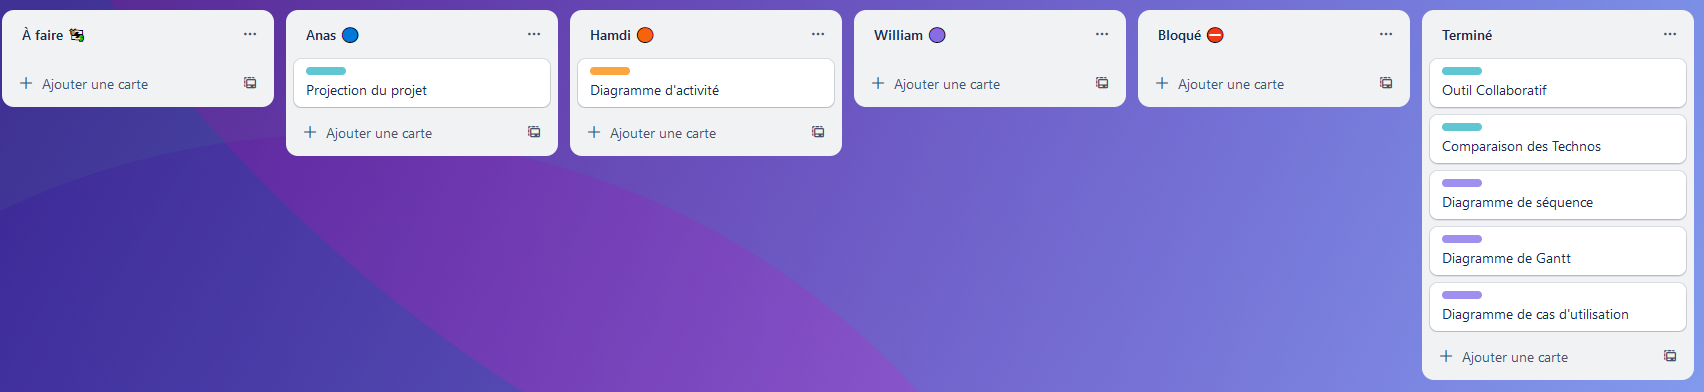 À faire
Ajouter une carte
Anas
Projection du projet
Ajouter une carte
Hamdi
Diagramme d'activité
Ajouter une carte
William
Ajouter une carte
Bloqué
Ajouter une carte
Terminé
Outil Collaboratif
Comparaison des Technos
Diagramme de séquence
Diagramme de Gantt
Diagramme de cas d'utilisation
Ajouter une carte